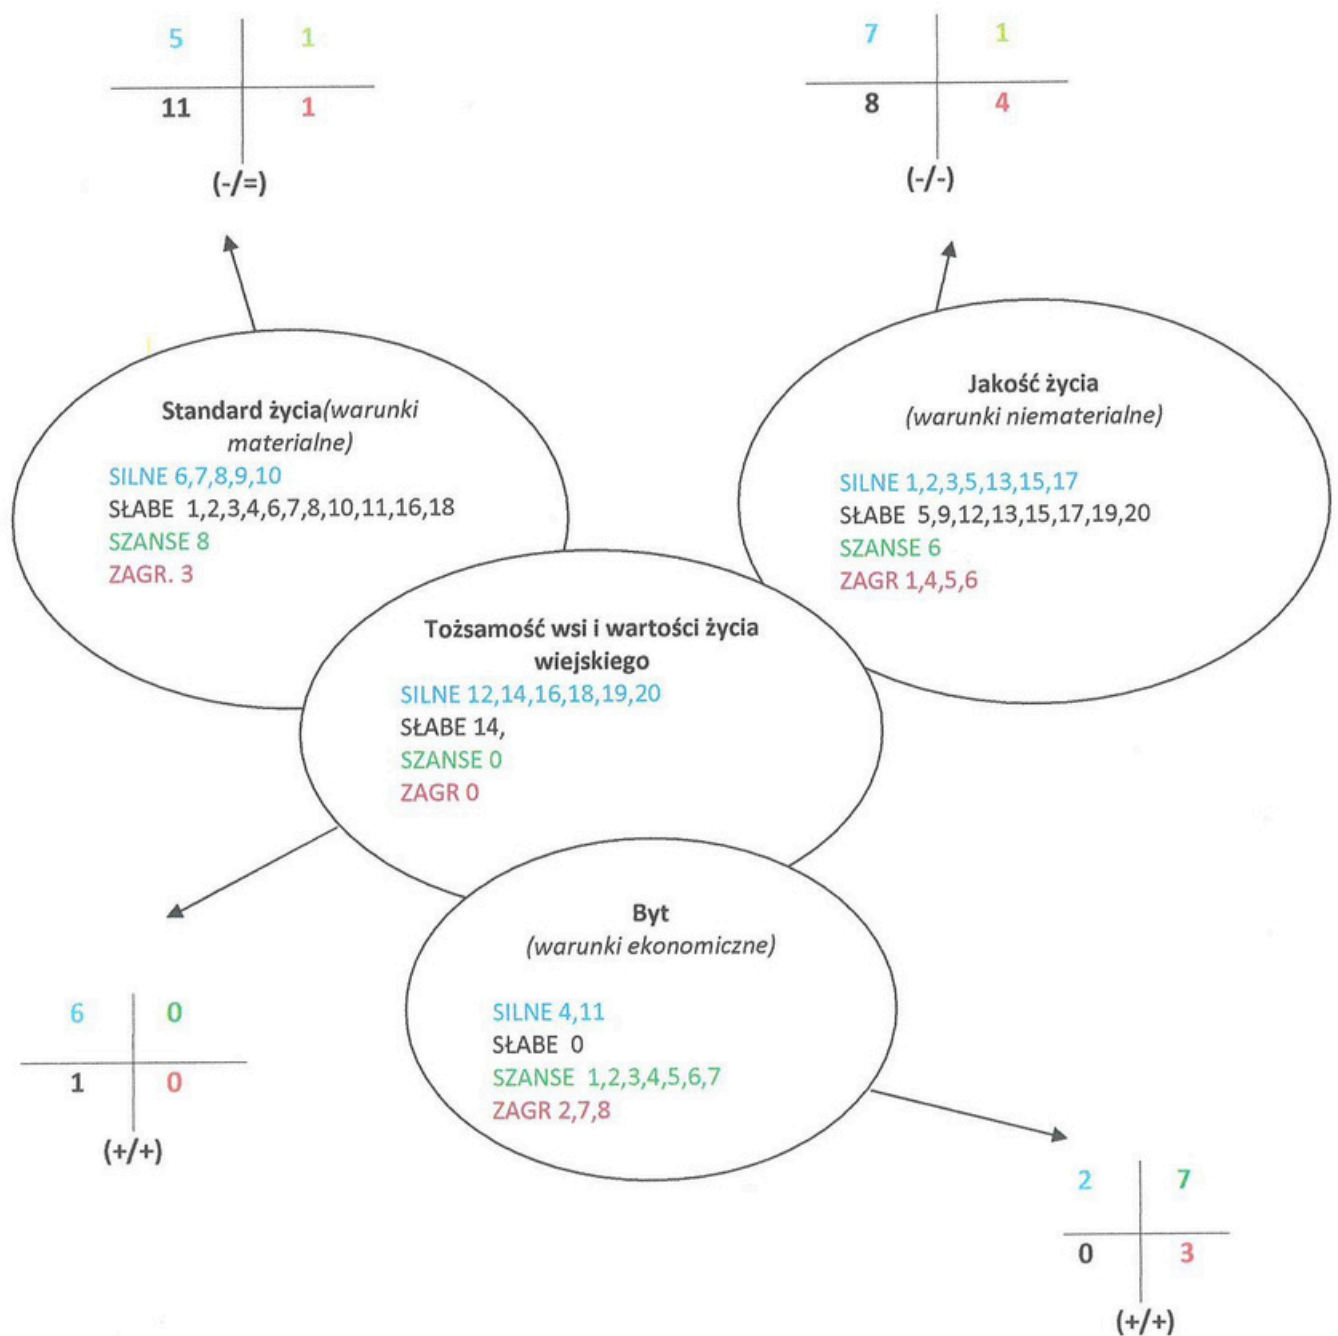 5 1
11 1
(-/=)
7 1
8 4
(-/-)
Standard życia(warunki
materialne)
SILNE 6,7,8,9,10
SŁABE 1,2,3,4,6,7,8,10,11,16,18
SZANSE 8
ZAGR. 3
Jakość życia
(warunki niematerialne)
SILNE 1,2,3,5,13,15,17
SŁABE 5,9,12,13,15,17,19,20
SZANSE 6
ZAGR 1,4,5,6
Tożsamość wsi i wartości życia
wiejskiego
SILNE 12,14,16,18,19,20
SŁABE 14,
SZANSE 0
ZAGR 0
Byt
(warunki ekonomiczne)
SILNE 4,11
SŁABE 0
SZANSE 1,2,3,4,5,6,7
ZAGR 2,7,8
6 0
1 0
(+/+)
2 7
0 3
(+/+)